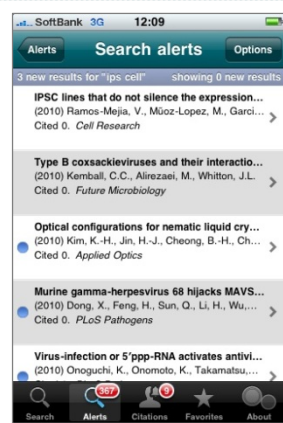 SoftBank 3G 12:09
Alerts Search alerts Options
3 new results for "ips cell" showing 0 new results
IPSC lines that do not silence the expression...
(2010) Ramos-Mejia, V., Múoz-Lopez, M., Garci...
Cited 0. Cell Research
Type B coxsackieviruses and their interactio...
(2010) Kemball, C.C., Alirezaei, M., Whitton, J.L.
Cited 0. Future Microbiology
Optical configurations for nematic liquid cry...
(2010) Kim, K.-H., Jin, H.-J., Cheong, B.-H., Ch...
Cited 0. Applied Optics
Murine gamma-herpesvirus 68 hijacks MAVS...
(2010) Dong, X., Feng, H., Sun, Q., Li, H., Wu,...
Cited 0. PLoS Pathogens
Virus-infection or 5'ppp-RNA activates antivi...
(2010) Onoguchi, K., Onomoto, K., Takamatsu,...
367 9
Search Alerts Citations Favorites About